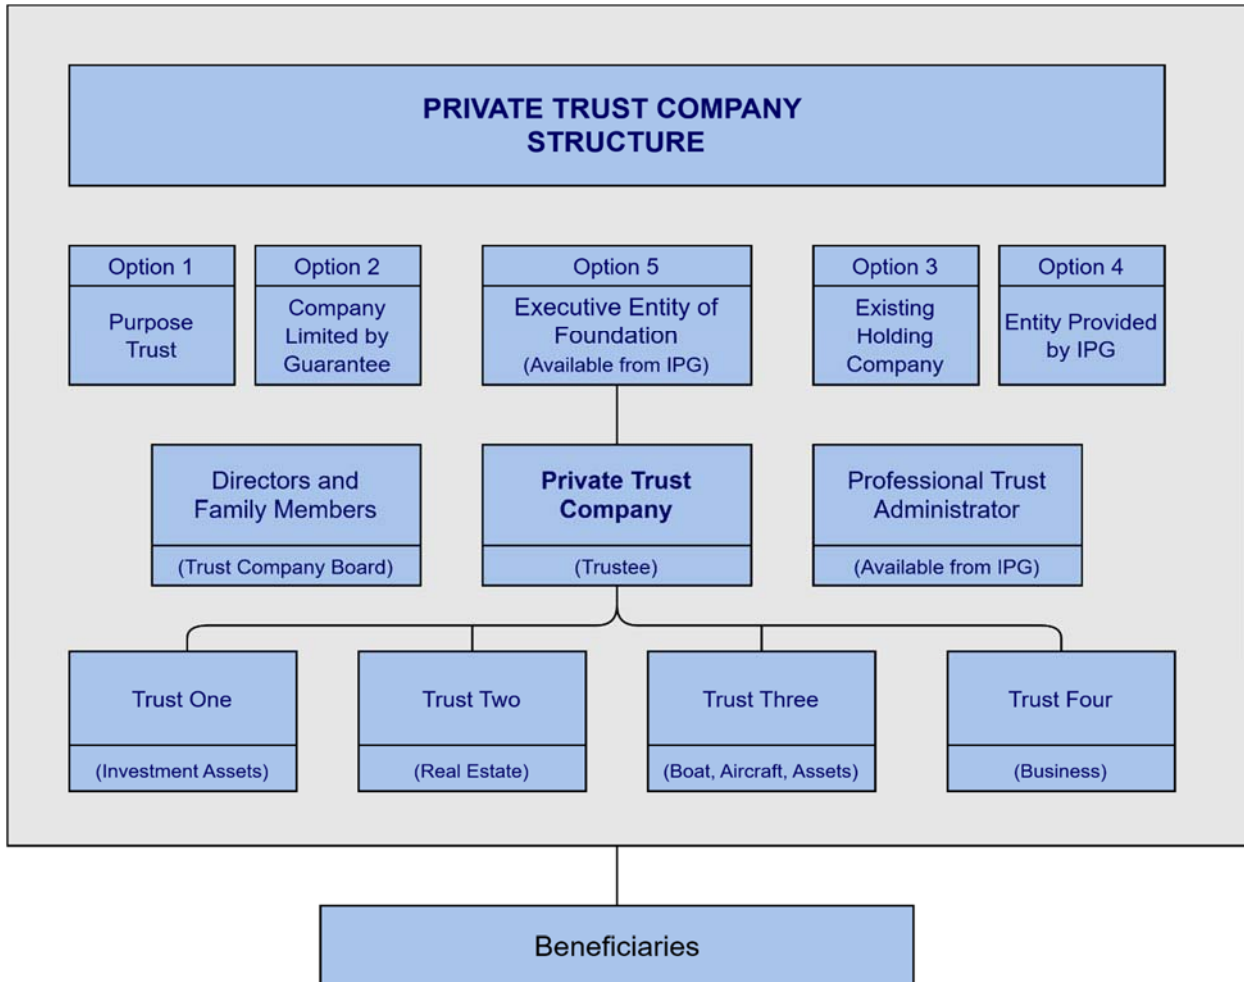 PRIVATE TRUST COMPANY
STRUCTURE
Option 1
Purpose
Trust
Option 2
Company
Limited by
Guarantee
Option 5
Executive Entity of
Foundation
(Available from IPG)
Option 3
Existing
Holding
Company
Option 4
Entity Provided
by IPG
Directors and
Family Members
(Trust Company Board)
Private Trust
Company
(Trustee)
Professional Trust
Administrator
(Available from IPG)
Trust One
(Investment Assets)
Trust Two
(Real Estate)
Trust Three
(Boat, Aircraft, Assets)
Trust Four
(Business)
Beneficiaries